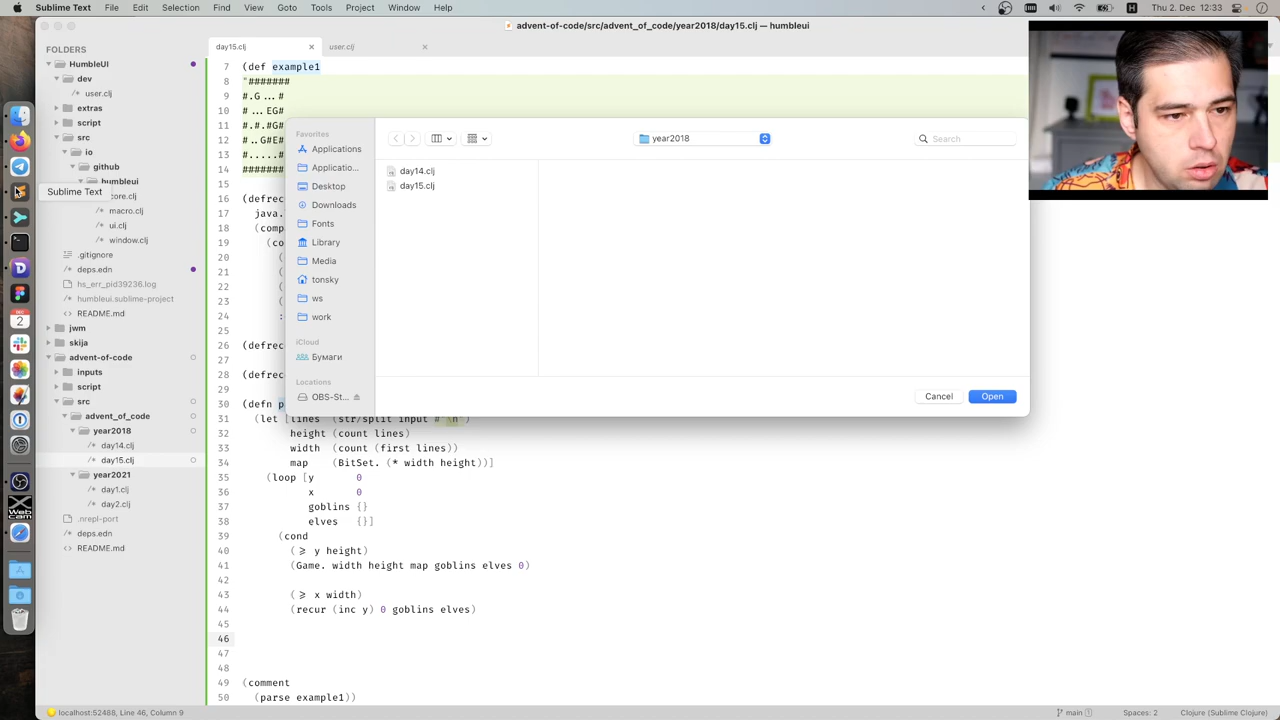 Sublime Text File Edit Selection Find View Goto Tools Project Window Help
Thu 2. Dec 12:33
advent-of-code/src/advent_of_code/year2018/day15.clj — humbleui
FOLDERS
HumbleUI
dev
/* user.clj
extras
script
src
io
github
humbleui
core.clj
/* macro.clj
/* ui.clj
/* window.clj
.gitignore
/* deps.edn
hs_err_pid39236.log
/* humbleui.sublime-project
<> README.md
jwm
skija
advent-of-code
inputs
script
src
advent_of_code
year2018
/* day14.clj
/* day15.clj
year2021
/* day1.clj
/* day2.clj
.nrepl-port
/* deps.edn
<> README.md
Sublime Text
DEC
2
Webcam
day15.clj × user.clj ×
7 (def example1
8 "#######
9 #.G...#
10 #...EG#
11 #.#.#G#
12 #..G#E#
13 #.....#
14 #######
15
16 (defrec
17 java.
18 (comp
19 (co
20 (
21 (
22 (
23 (
24 :
25
26 (defrec
27
28 (defrec
29
30 (defn p
31 (let [lines (str/split input #"\n")
32 height (count lines)
33 width (count (first lines))
34 map (BitSet. (* width height))]
35 (loop [y 0
36 x 0
37 goblins {}
38 elves {}]
39 (cond
40 (≥ y height)
41 (Game. width height map goblins elves 0)
42
43 (≥ x width)
44 (recur (inc y) 0 goblins elves)
45
46
47
48
49 (comment
50 (parse example1))
Favorites
Applications
Applicatio...
Desktop
Downloads
Fonts
Library
Media
tonsky
ws
work
iCloud
Бумаги
Locations
OBS-St...
year2018
Search
day14.clj
day15.clj
Cancel
Open
localhost:52488, Line 46, Column 9
main 1
Spaces: 2
Clojure (Sublime Clojure)